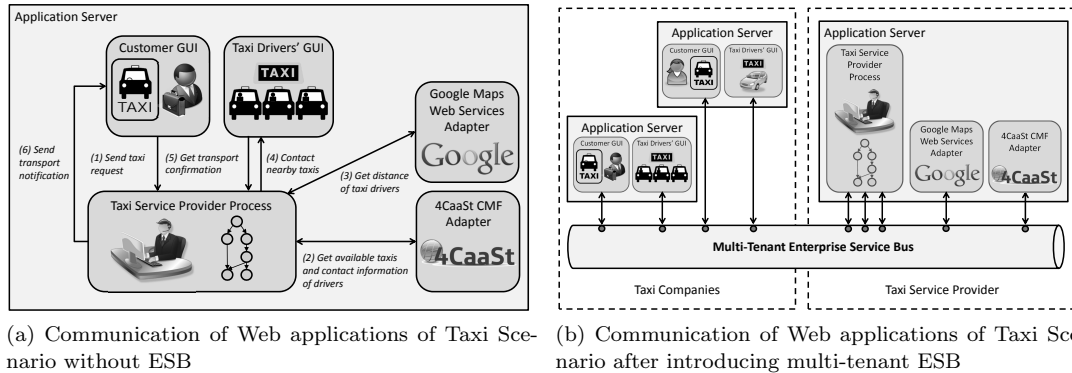 Application Server
Customer GUI
TAXI
Taxi Drivers' GUI
TAXI
Google Maps
Web Services
Adapter
Google
(6) Send
transport
notification
(1) Send taxi
request
(5) Get transport
confirmation
(4) Contact
nearby taxis
(3) Get distance
of taxi drivers
Taxi Service Provider Process
4CaaSt CMF
Adapter
4CaaSt
(2) Get available taxis
and contact information
of drivers
(a) Communication of Web applications of Taxi Sce-
nario without ESB
Application Server
Customer GUI
TAXI
Taxi Drivers' GUI
TAXI
Application Server
Customer GUI
TAXI
Taxi Drivers' GUI
TAXI
Application Server
Taxi Service
Provider
Process
Google Maps
Web Services
Adapter
Google
4CaaSt CMF
Adapter
4CaaSt
Multi-Tenant Enterprise Service Bus
Taxi Companies
Taxi Service Provider
(b) Communication of Web applications of Taxi Sce-
nario after introducing multi-tenant ESB